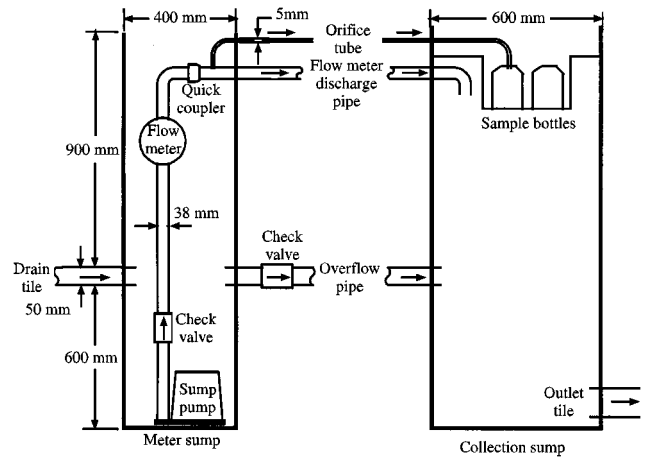 400 mm
5mm
600 mm
Orifice
tube
Flow meter
discharge
pipe
Quick
coupler
Sample bottles
Flow
meter
900 mm
38 mm
Check
valve
Drain
tile
Overflow
pipe
50 mm
Check
valve
600 mm
Sump
pump
Outlet
tile
Meter sump
Collection sump